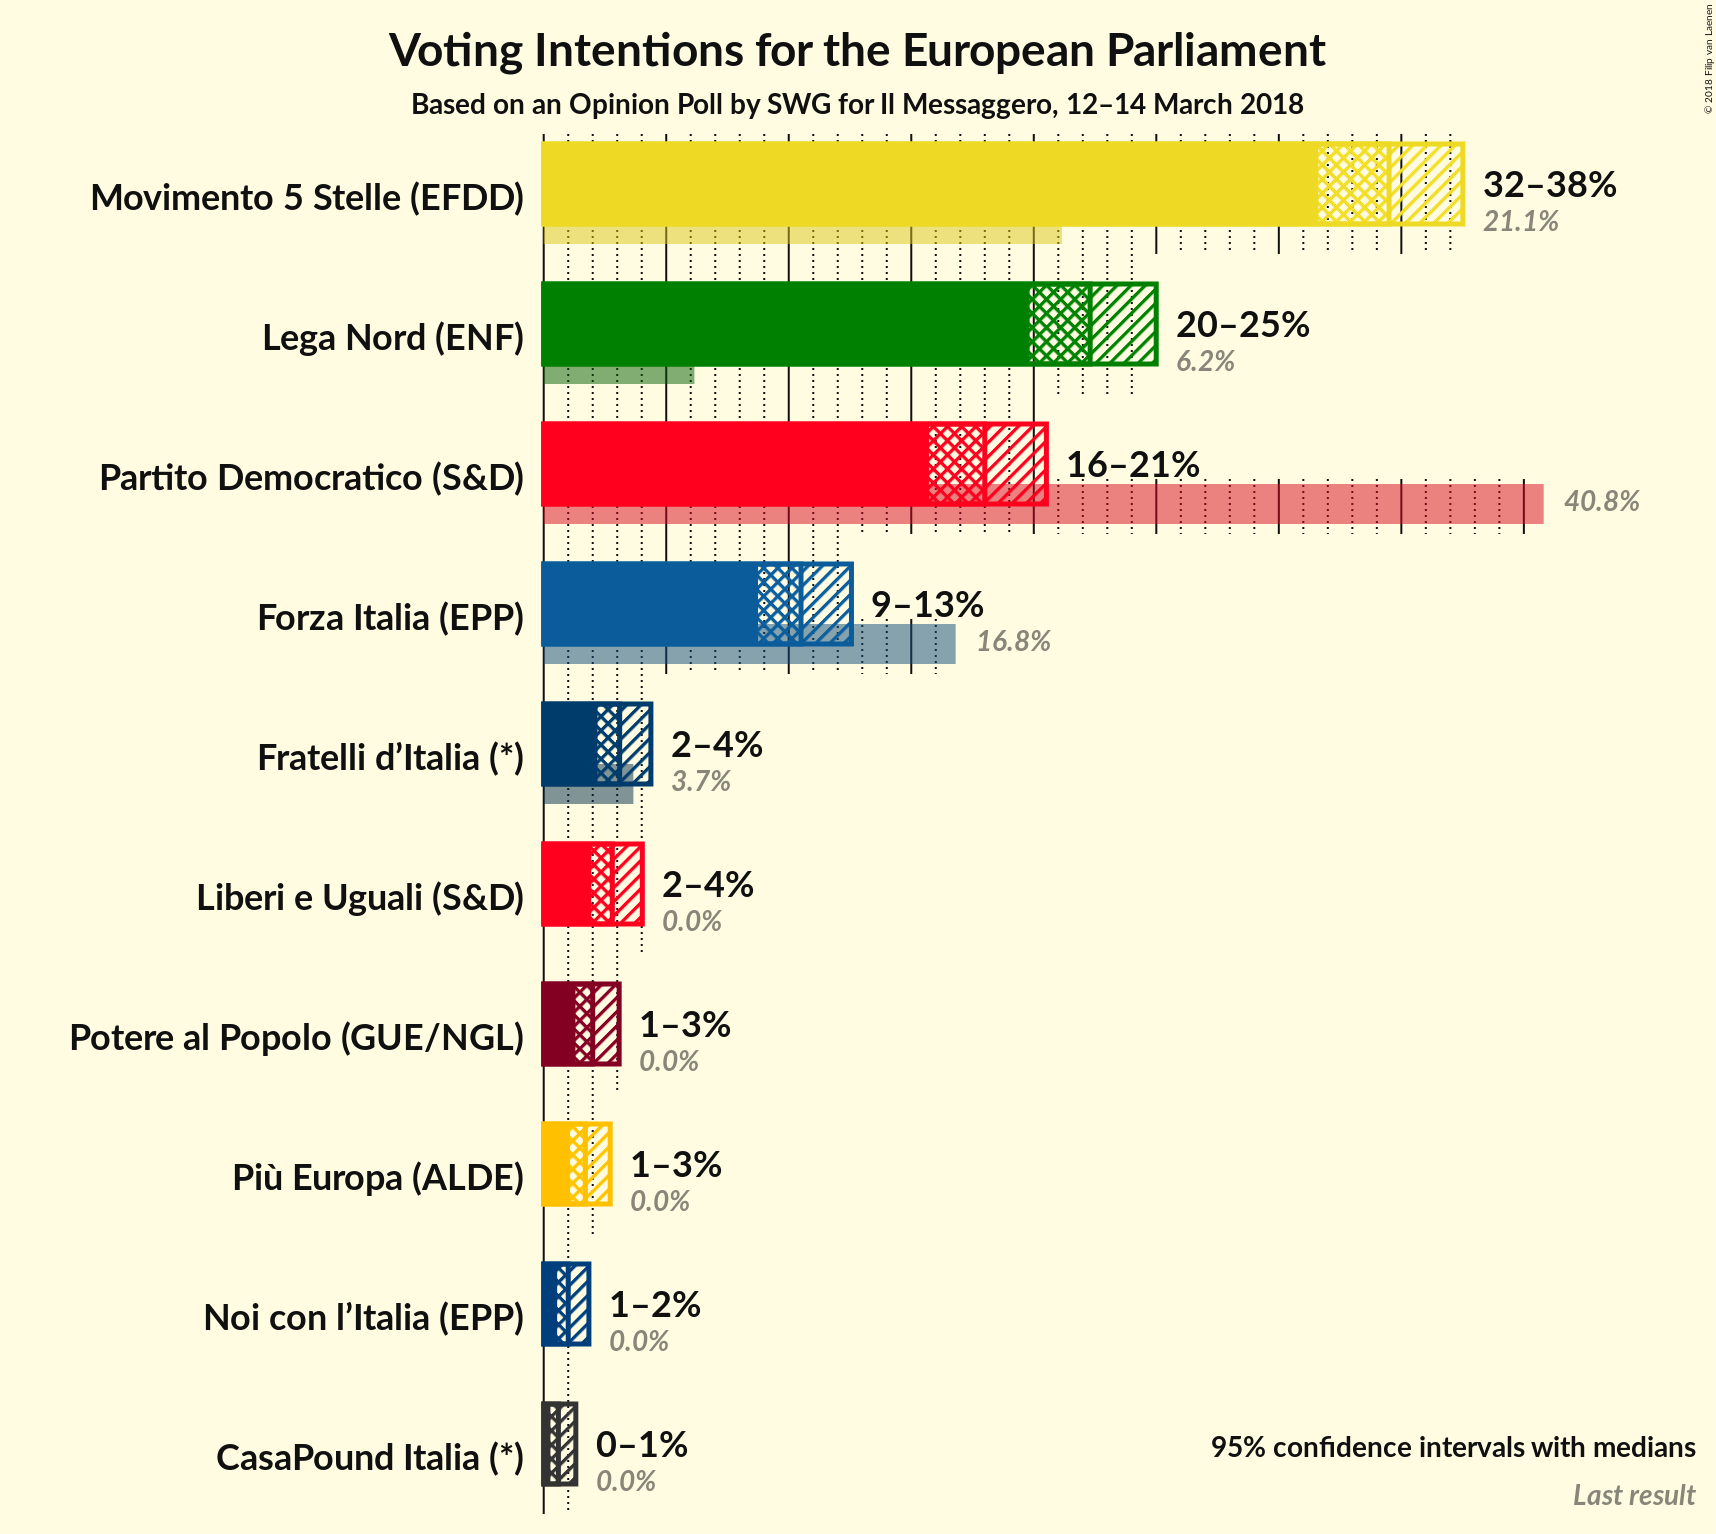 Voting Intentions for the European Parliament
Based on an Opinion Poll by SWG for Il Messaggero, 12–14 March 2018
© 2018 Filip van Laenen
Movimento 5 Stelle (EFDD)
32–38%
21.1%
Lega Nord (ENF)
20–25%
6.2%
Partito Democratico (S&D)
16–21%
40.8%
Forza Italia (EPP)
9–13%
16.8%
Fratelli d’Italia (*)
2–4%
3.7%
Liberi e Uguali (S&D)
2–4%
0.0%
Potere al Popolo (GUE/NGL)
1–3%
0.0%
Più Europa (ALDE)
1–3%
0.0%
Noi con l’Italia (EPP)
1–2%
0.0%
CasaPound Italia (*)
0–1%
0.0%
95% confidence intervals with medians
Last result